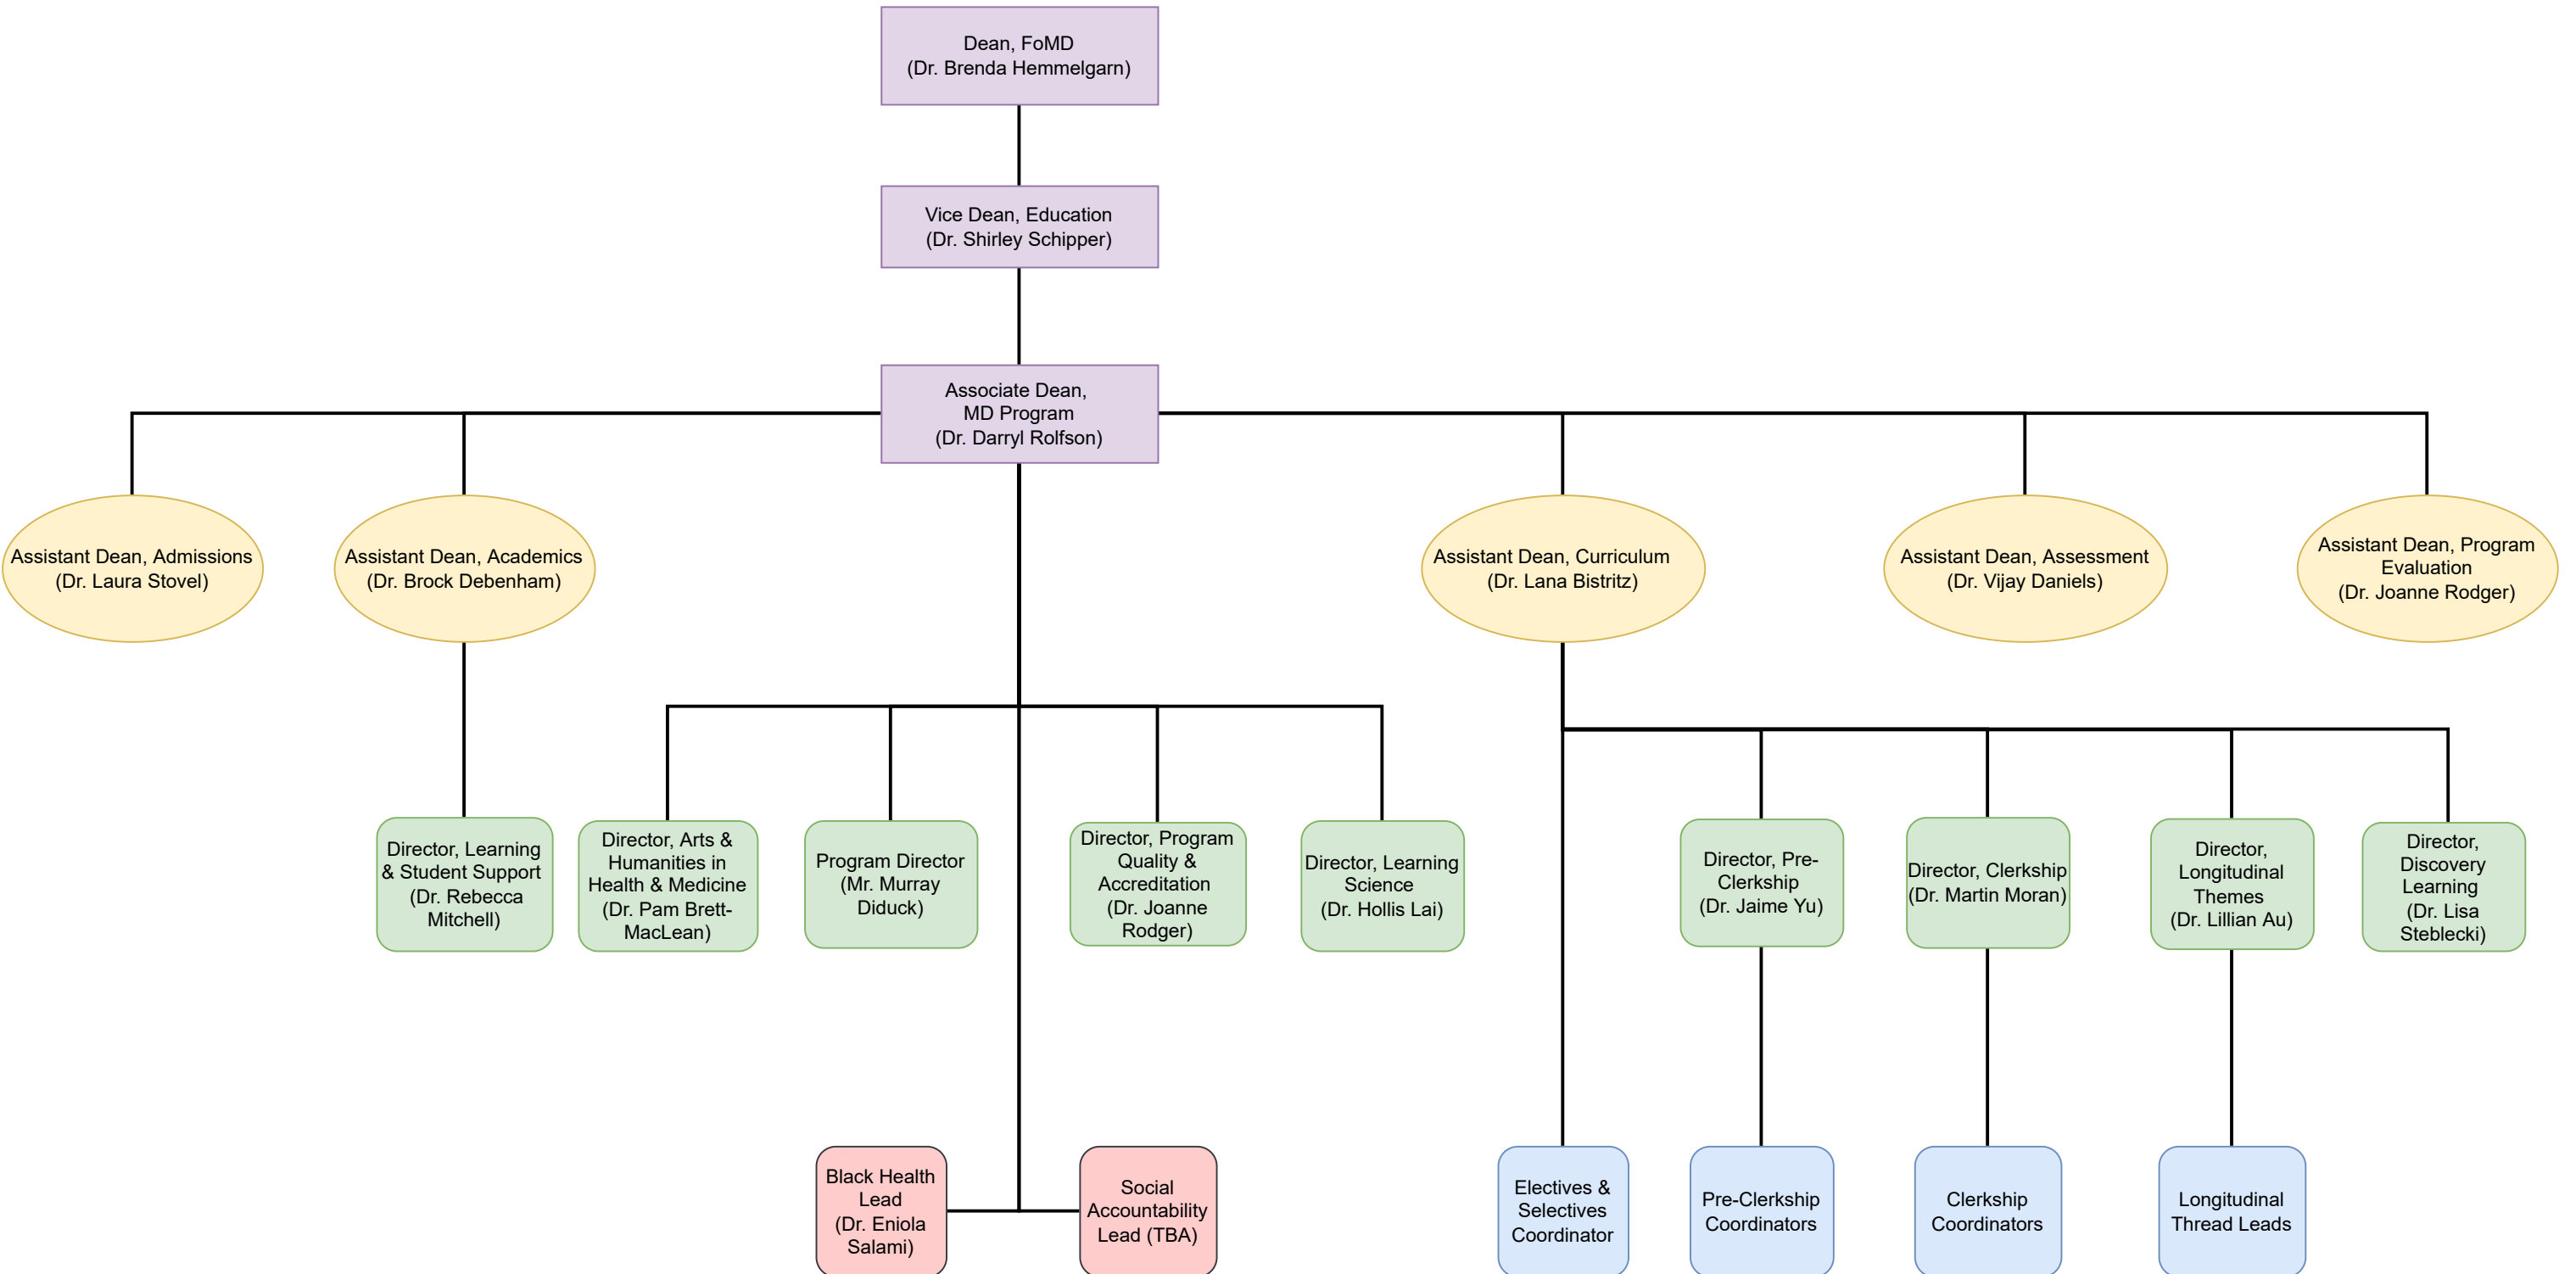 Dean, FoMD
(Dr. Brenda Hemmelgarn)
Vice Dean, Education
(Dr. Shirley Schipper)
Associate Dean,
MD Program
(Dr. Darryl Rolfson)
Assistant Dean, Admissions
(Dr. Laura Stovel)
Assistant Dean, Academics
(Dr. Brock Debenham)
Assistant Dean, Curriculum
(Dr. Lana Bistritz)
Assistant Dean, Assessment
(Dr. Vijay Daniels)
Assistant Dean, Program
Evaluation
(Dr. Joanne Rodger)
Director, Learning
& Student Support
(Dr. Rebecca
Mitchell)
Director, Arts &
Humanities in
Health & Medicine
(Dr. Pam Brett-
MacLean)
Program Director
(Mr. Murray
Diduck)
Director, Program
Quality &
Accreditation
(Dr. Joanne
Rodger)
Director, Learning
Science
(Dr. Hollis Lai)
Director, Pre-
Clerkship
(Dr. Jaime Yu)
Director, Clerkship
(Dr. Martin Moran)
Director,
Longitudinal
Themes
(Dr. Lillian Au)
Director,
Discovery
Learning
(Dr. Lisa
Steblecki)
Black Health
Lead
(Dr. Eniola
Salami)
Social
Accountability
Lead (TBA)
Electives &
Selectives
Coordinator
Pre-Clerkship
Coordinators
Clerkship
Coordinators
Longitudinal
Thread Leads